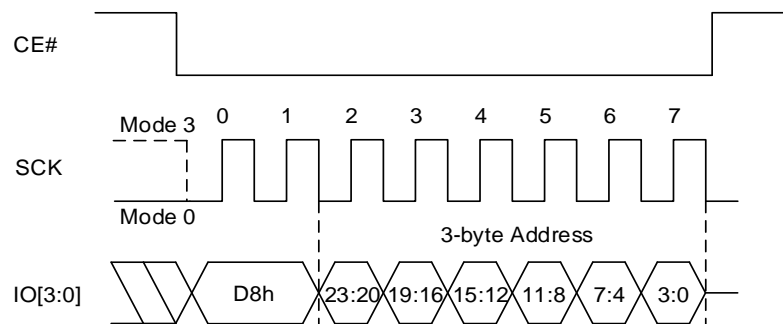 CE#
0 1 2 3 4 5 6 7
Mode 3
SCK
Mode 0
3-byte Address
IO[3:0] D8h 23:20 19:16 15:12 11:8 7:4 3:0